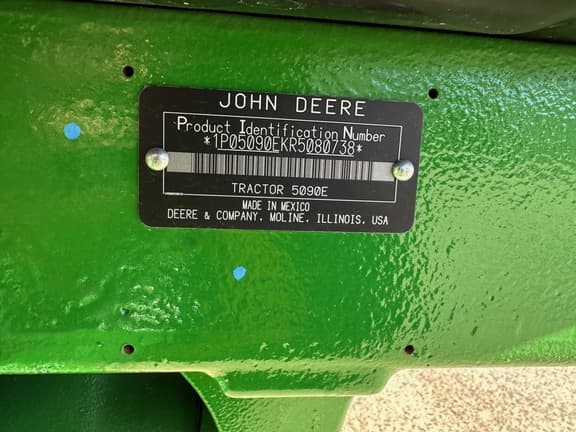 JOHN DEERE
Product Identification Number
*1P05090EKR5080738*
TRACTOR 5090E
MADE IN MEXICO
DEERE & COMPANY. MOLINE. ILLINOIS. USA